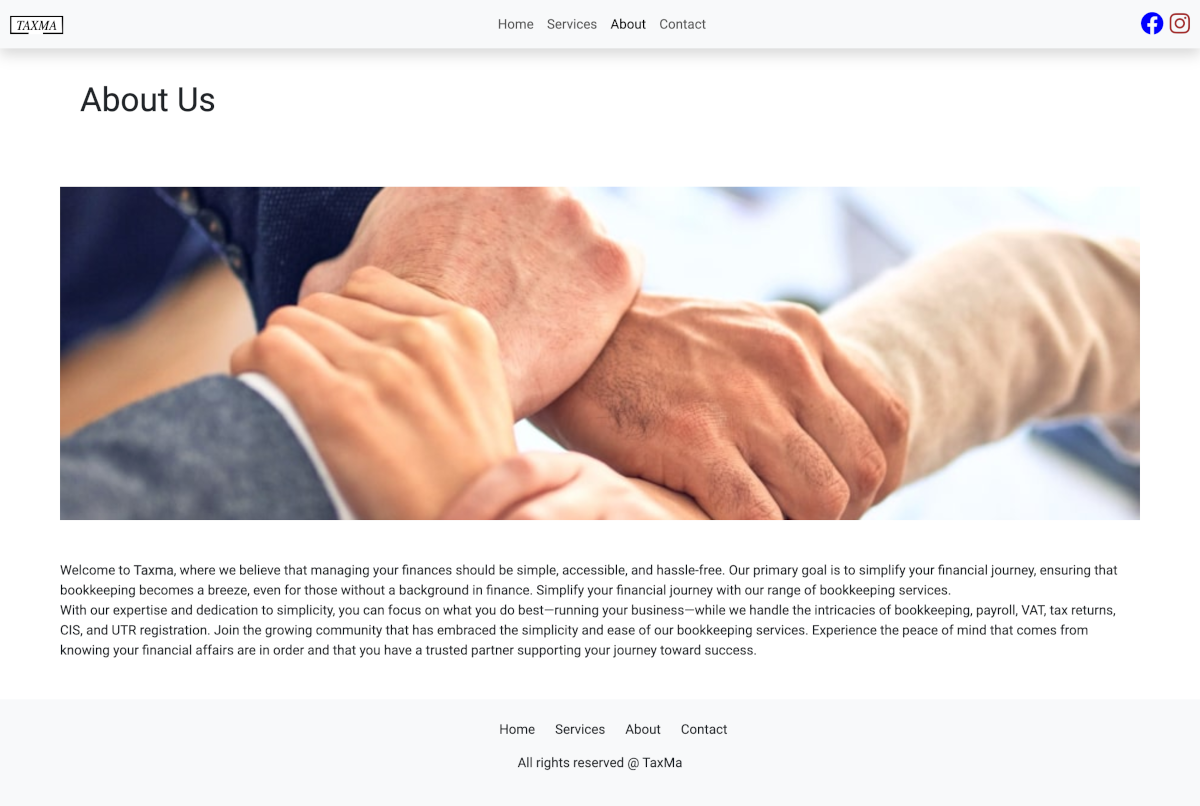 TAXMA
Home Services About Contact
About Us
Welcome to Taxma, where we believe that managing your finances should be simple, accessible, and hassle-free. Our primary goal is to simplify your financial journey, ensuring that
bookkeeping becomes a breeze, even for those without a background in finance. Simplify your financial journey with our range of bookkeeping services.
With our expertise and dedication to simplicity, you can focus on what you do best—running your business—while we handle the intricacies of bookkeeping, payroll, VAT, tax returns,
CIS, and UTR registration. Join the growing community that has embraced the simplicity and ease of our bookkeeping services. Experience the peace of mind that comes from
knowing your financial affairs are in order and that you have a trusted partner supporting your journey toward success.
Home Services About Contact
All rights reserved @ TaxMa